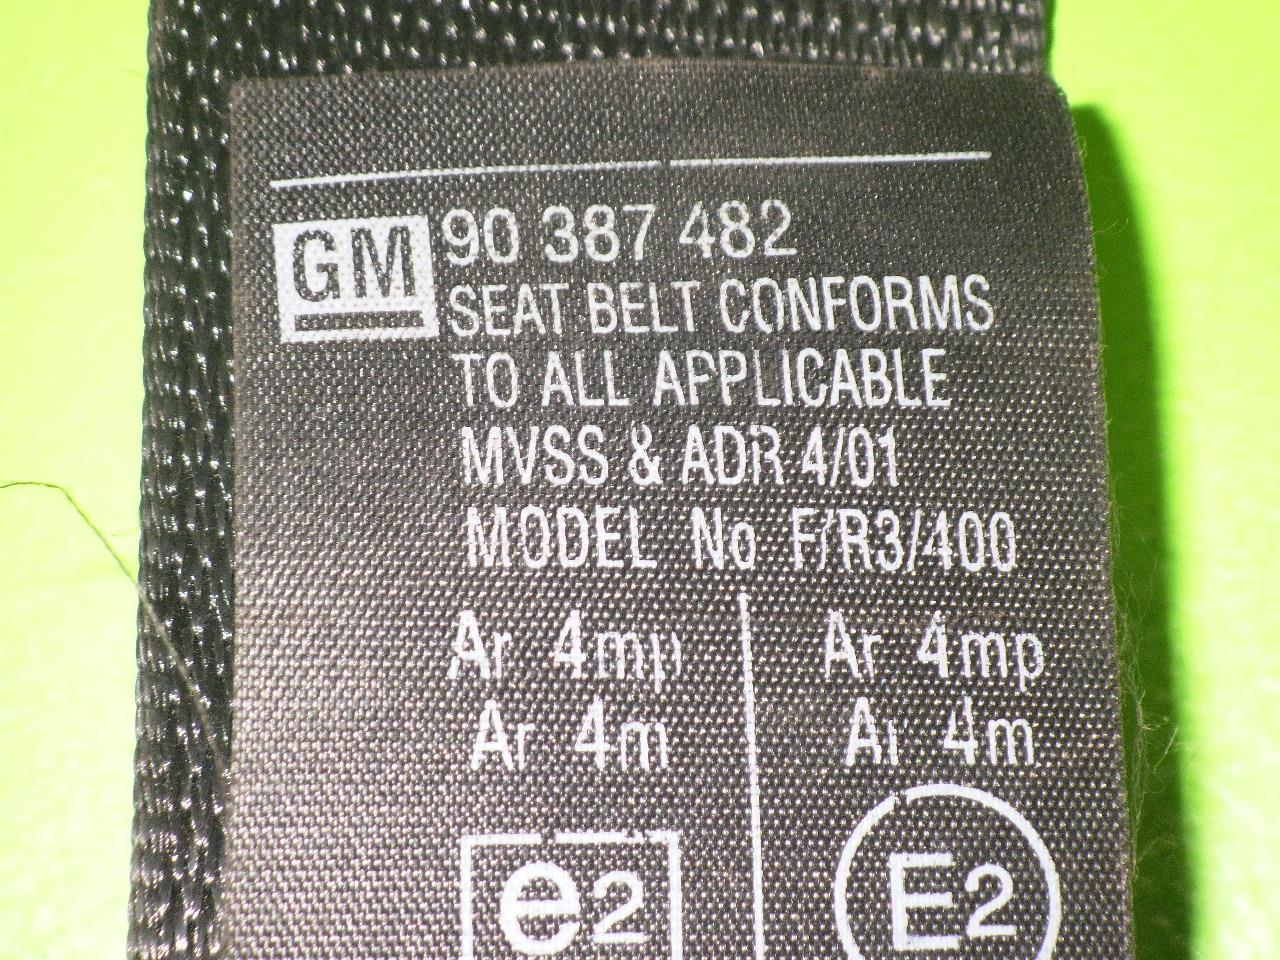 GM 90 387 482
SEAT BELT CONFORMS
TO ALL APPLICABLE
MVSS & ADR 4/01
MODEL No F/R3/400
Ar 4mp Ar 4mp
Ar 4m Ar 4m
e2 E2